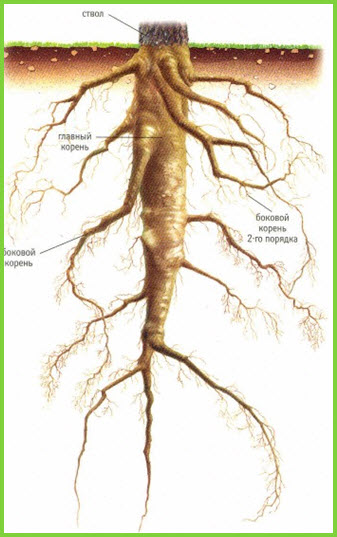 ствол
главный
корень
боковой
корень
2-го порядка
боковой
корень